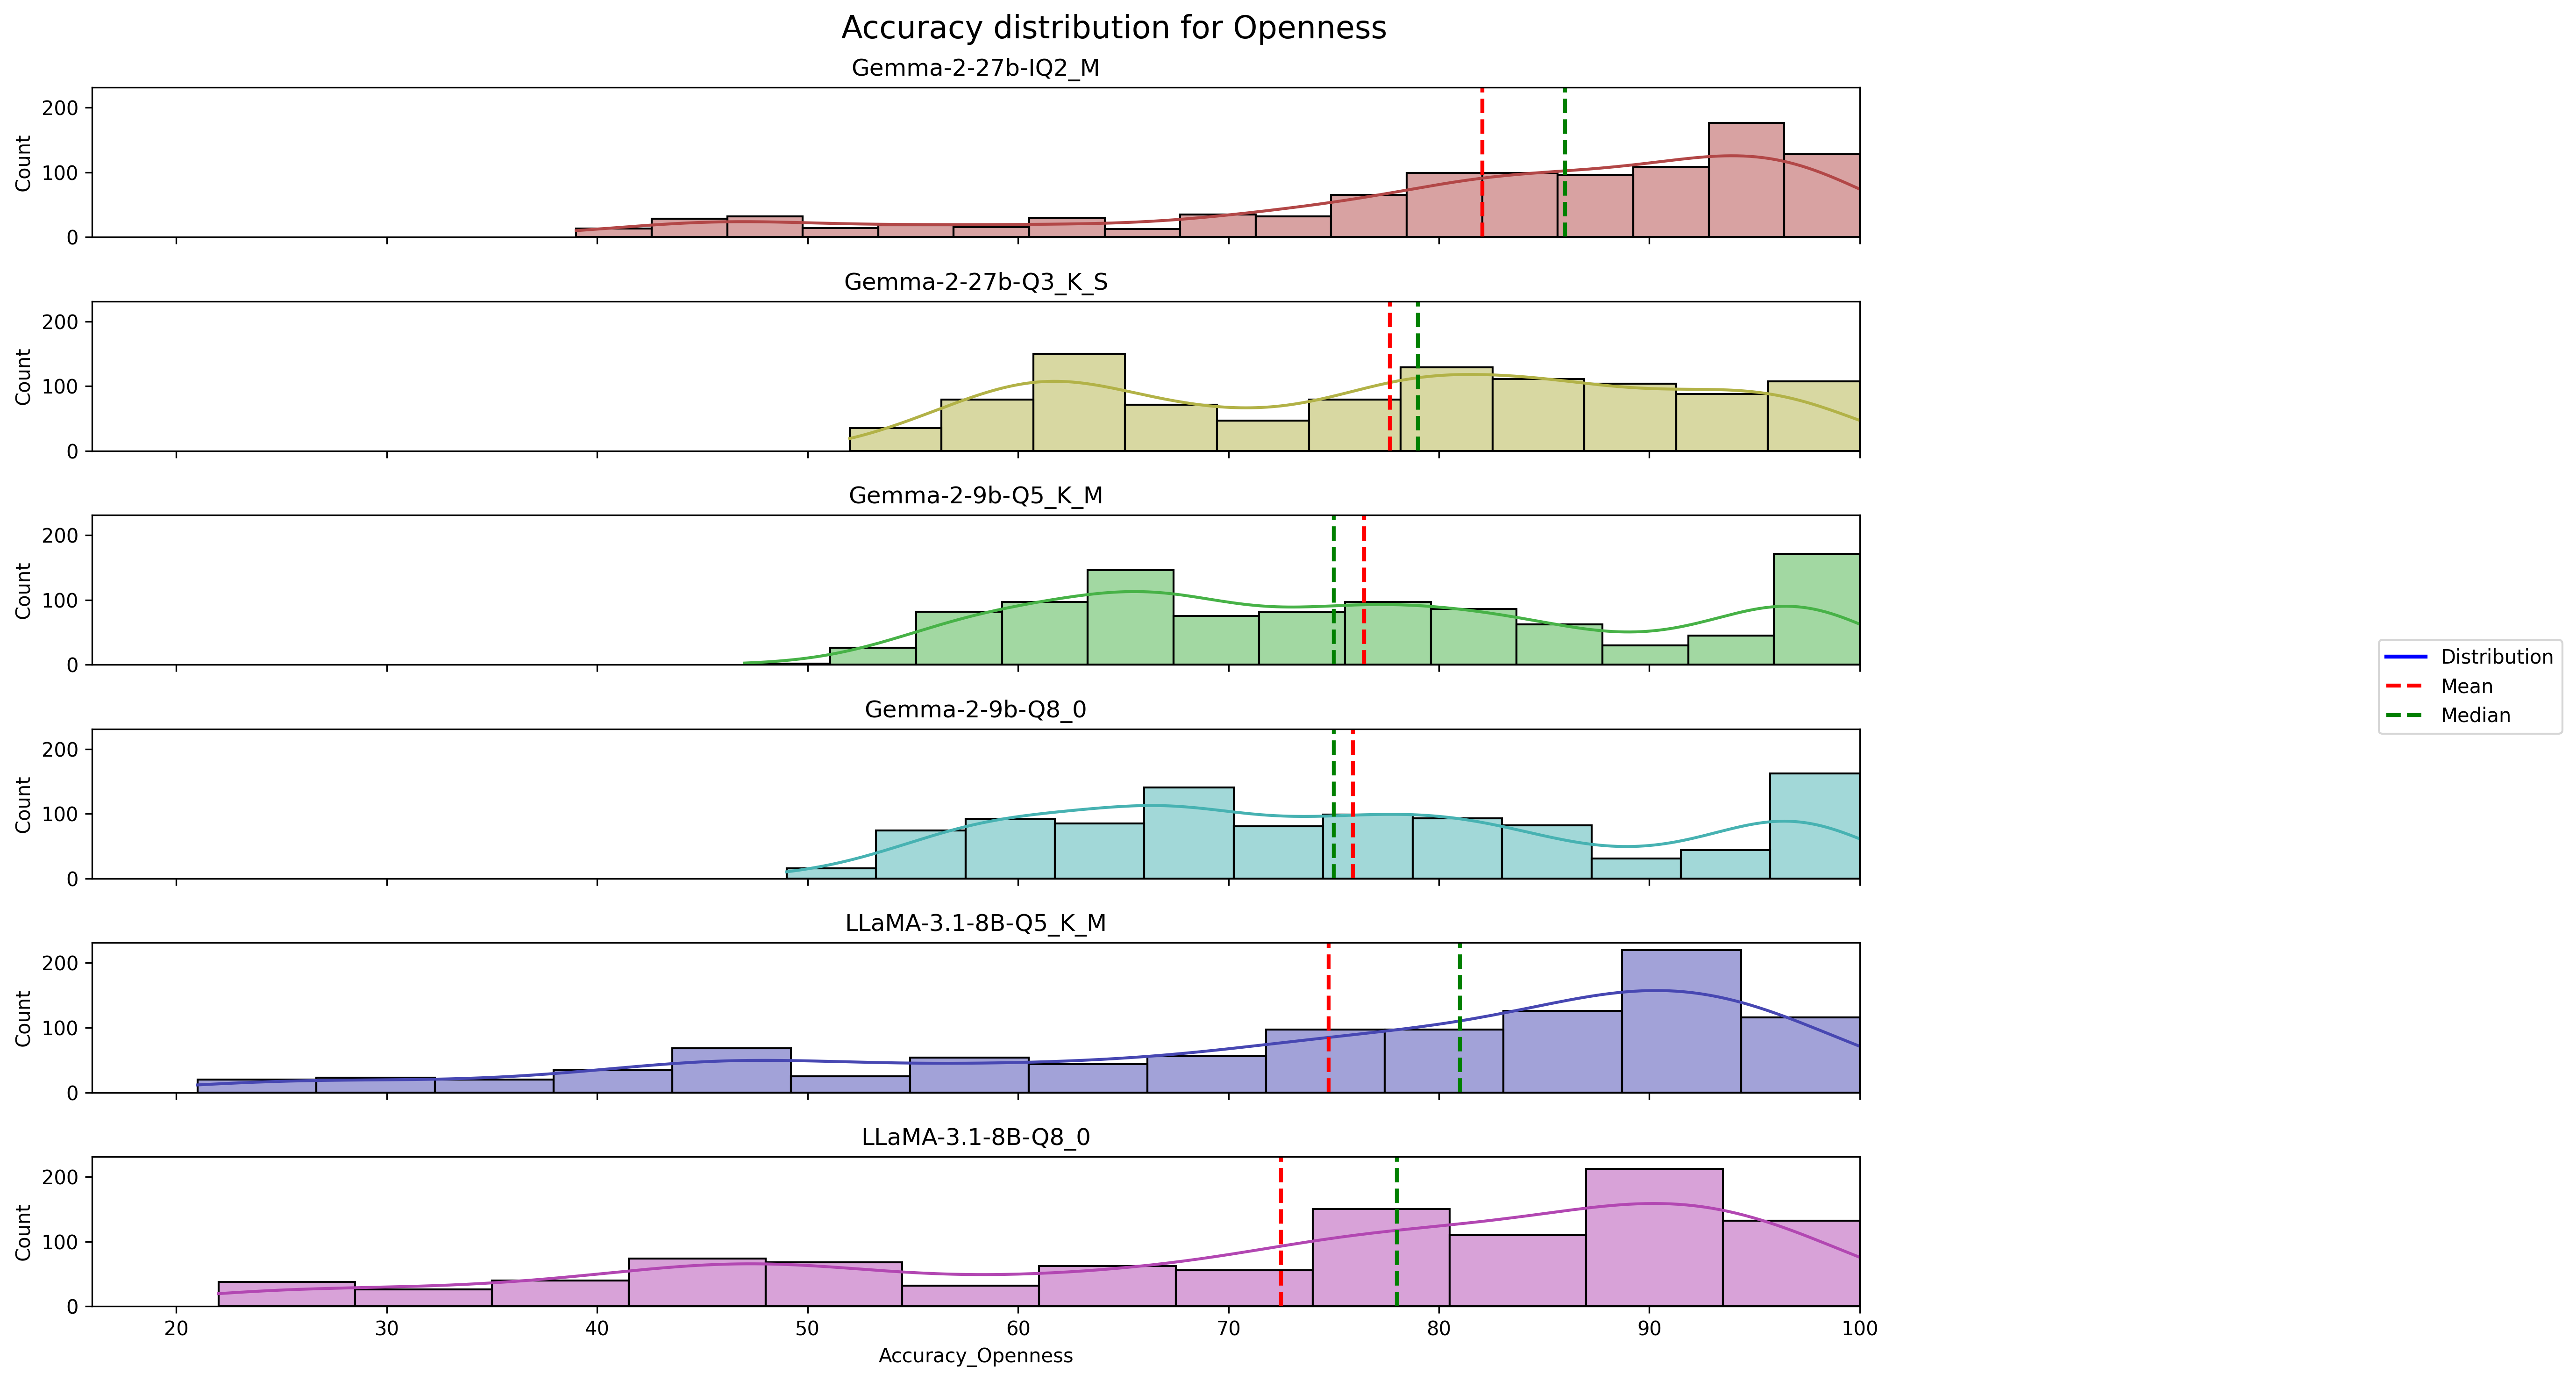 Accuracy distribution for Openness
Gemma-2-27b-IQ2_M
200
100
0
Count
Gemma-2-27b-Q3_K_S
200
100
0
Count
Gemma-2-9b-Q5_K_M
200
100
0
Count
Distribution
Mean
Median
Gemma-2-9b-Q8_0
200
100
0
Count
LLaMA-3.1-8B-Q5_K_M
200
100
0
Count
LLaMA-3.1-8B-Q8_0
200
100
0
Count
20 30 40 50 60 70 80 90 100
Accuracy_Openness